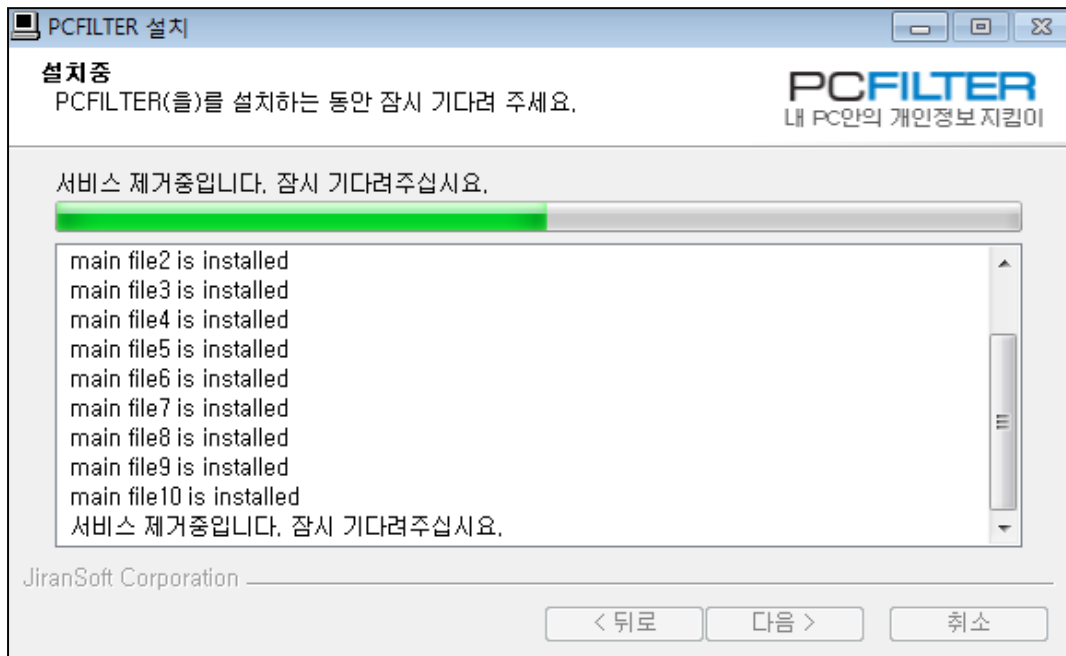 PCFILTER 설치
설치중
PCFILTER(을)를 설치하는 동안 잠시 기다려 주세요.
PCFILTER
내 PC안의 개인정보 지킴이
서비스 제거중입니다. 잠시 기다려주십시요.
main file2 is installed
main file3 is installed
main file4 is installed
main file5 is installed
main file6 is installed
main file7 is installed
main file8 is installed
main file9 is installed
main file10 is installed
서비스 제거중입니다. 잠시 기다려주십시요.
JiranSoft Corporation
< 뒤로 다음 > 취소